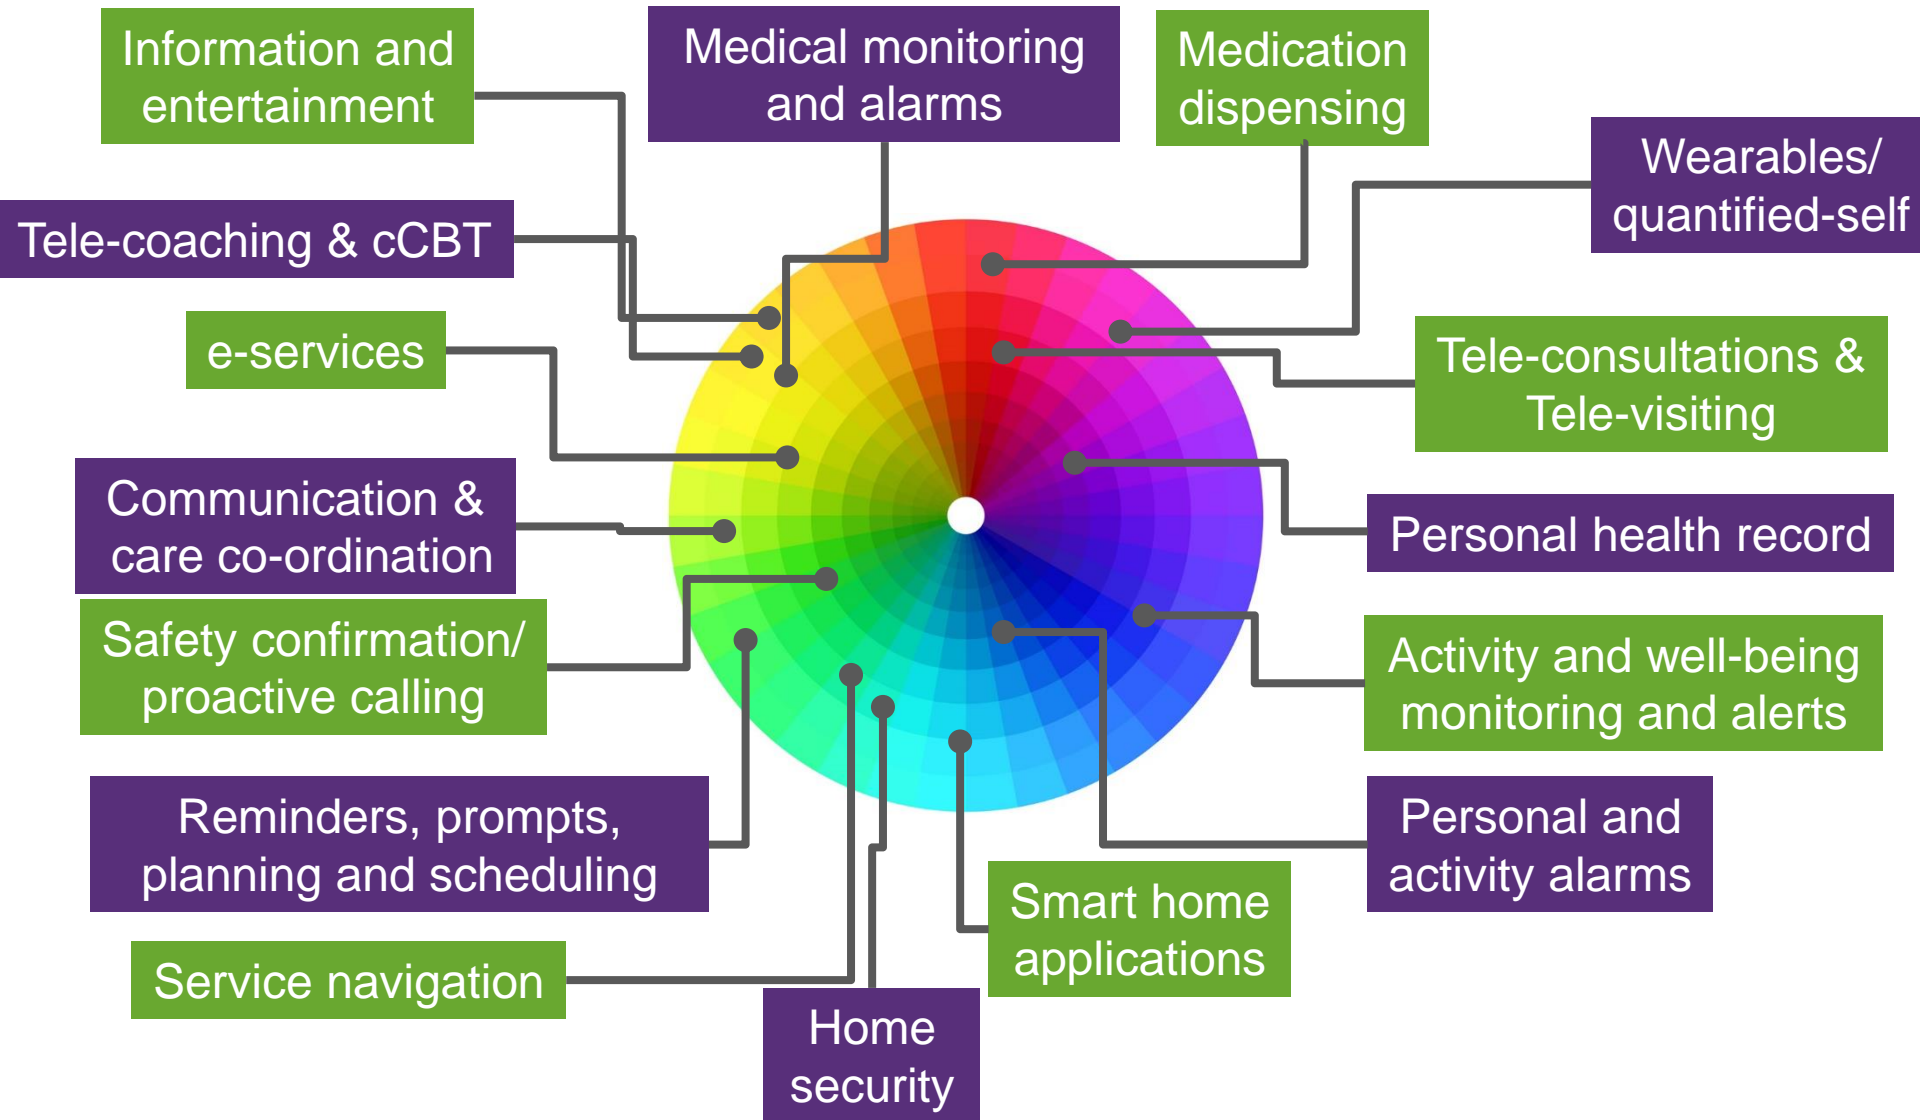 Information and
entertainment
Medical monitoring
and alarms
Medication
dispensing
Wearables/
quantified-self
Tele-coaching & cCBT
e-services
Tele-consultations &
Tele-visiting
Communication &
care co-ordination
Personal health record
Safety confirmation/
proactive calling
Activity and well-being
monitoring and alerts
Reminders, prompts,
planning and scheduling
Personal and
activity alarms
Smart home
applications
Service navigation
Home
security